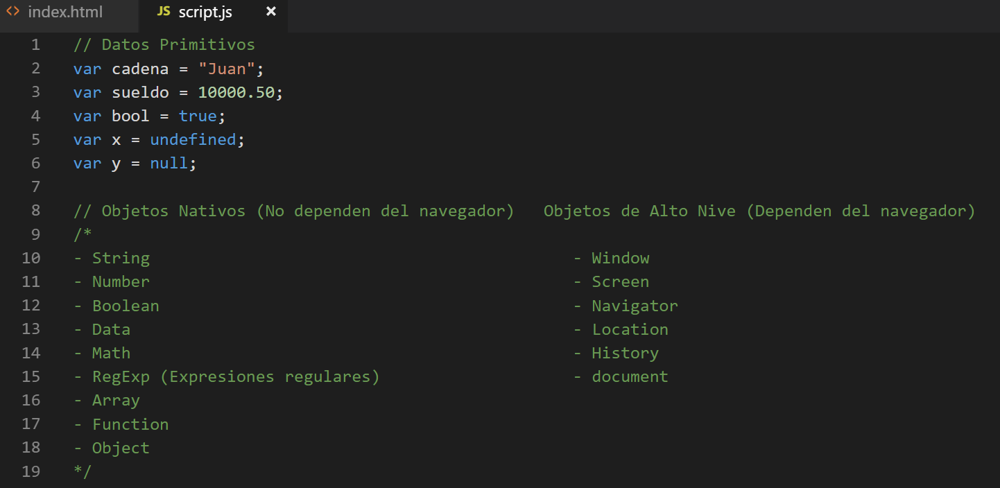 <> index.html JS script.js ×
1 // Datos Primitivos
2 var cadena = "Juan";
3 var sueldo = 10000.50;
4 var bool = true;
5 var x = undefined;
6 var y = null;
7
8 // Objetos Nativos (No dependen del navegador) Objetos de Alto Nive (Dependen del navegador)
9 /*
10 - String - Window
11 - Number - Screen
12 - Boolean - Navigator
13 - Data - Location
14 - Math - History
15 - RegExp (Expresiones regulares) - document
16 - Array
17 - Function
18 - Object
19 */